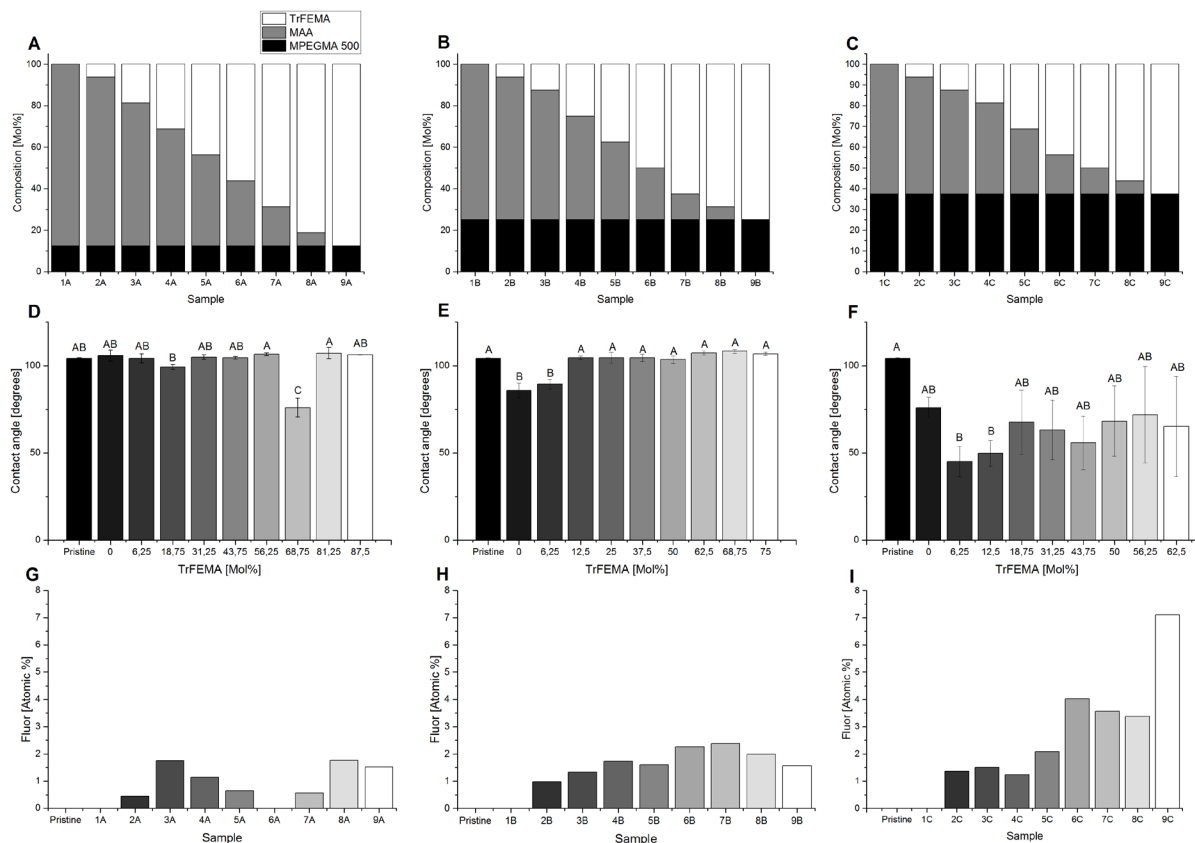 TrFEMA
MAA
MPEGMA 500
A
Composition [Mol%]
100
80
60
40
20
0
1A 2A 3A 4A 5A 6A 7A 8A 9A
Sample
B
Composition [Mol%]
100
80
60
40
20
0
1B 2B 3B 4B 5B 6B 7B 8B 9B
Sample
C
Composition [Mol%]
100
90
80
70
60
50
40
30
20
10
0
1C 2C 3C 4C 5C 6C 7C 8C 9C
Sample
D
Contact angle [degrees]
100
50
0
AB AB AB B AB AB A C A AB
Pristine 0 6,25 18,75 31,25 43,75 56,25 68,75 81,25 87,5
TrFEMA [Mol%]
E
Contact angle [degrees]
100
50
0
A B B A A A A A A A
Pristine 0 6,25 12,5 25 37,5 50 62,5 68,75 75
TrFEMA [Mol%]
F
Contact angle [degrees]
100
50
0
A AB B B AB AB AB AB AB AB
Pristine 0 6,25 12,5 18,75 31,25 43,75 50 56,25 62,5
TrFEMA [Mol%]
G
Fluor [Atomic %]
8
7
6
5
4
3
2
1
0
Pristine 1A 2A 3A 4A 5A 6A 7A 8A 9A
Sample
H
Fluor [Atomic %]
8
7
6
5
4
3
2
1
0
Pristine 1B 2B 3B 4B 5B 6B 7B 8B 9B
Sample
I
Fluor [Atomic %]
8
7
6
5
4
3
2
1
0
Pristine 1C 2C 3C 4C 5C 6C 7C 8C 9C
Sample